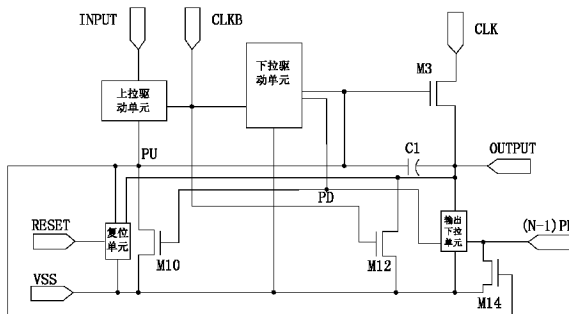 INPUT
CLKB
CLK
上拉驱
动单元
下拉驱
动单元
M3
C1
OUTPUT
PU
PD
RESET
复位
单元
M10
M12
输出
下拉
单元
(N-1)PD
VSS
M14